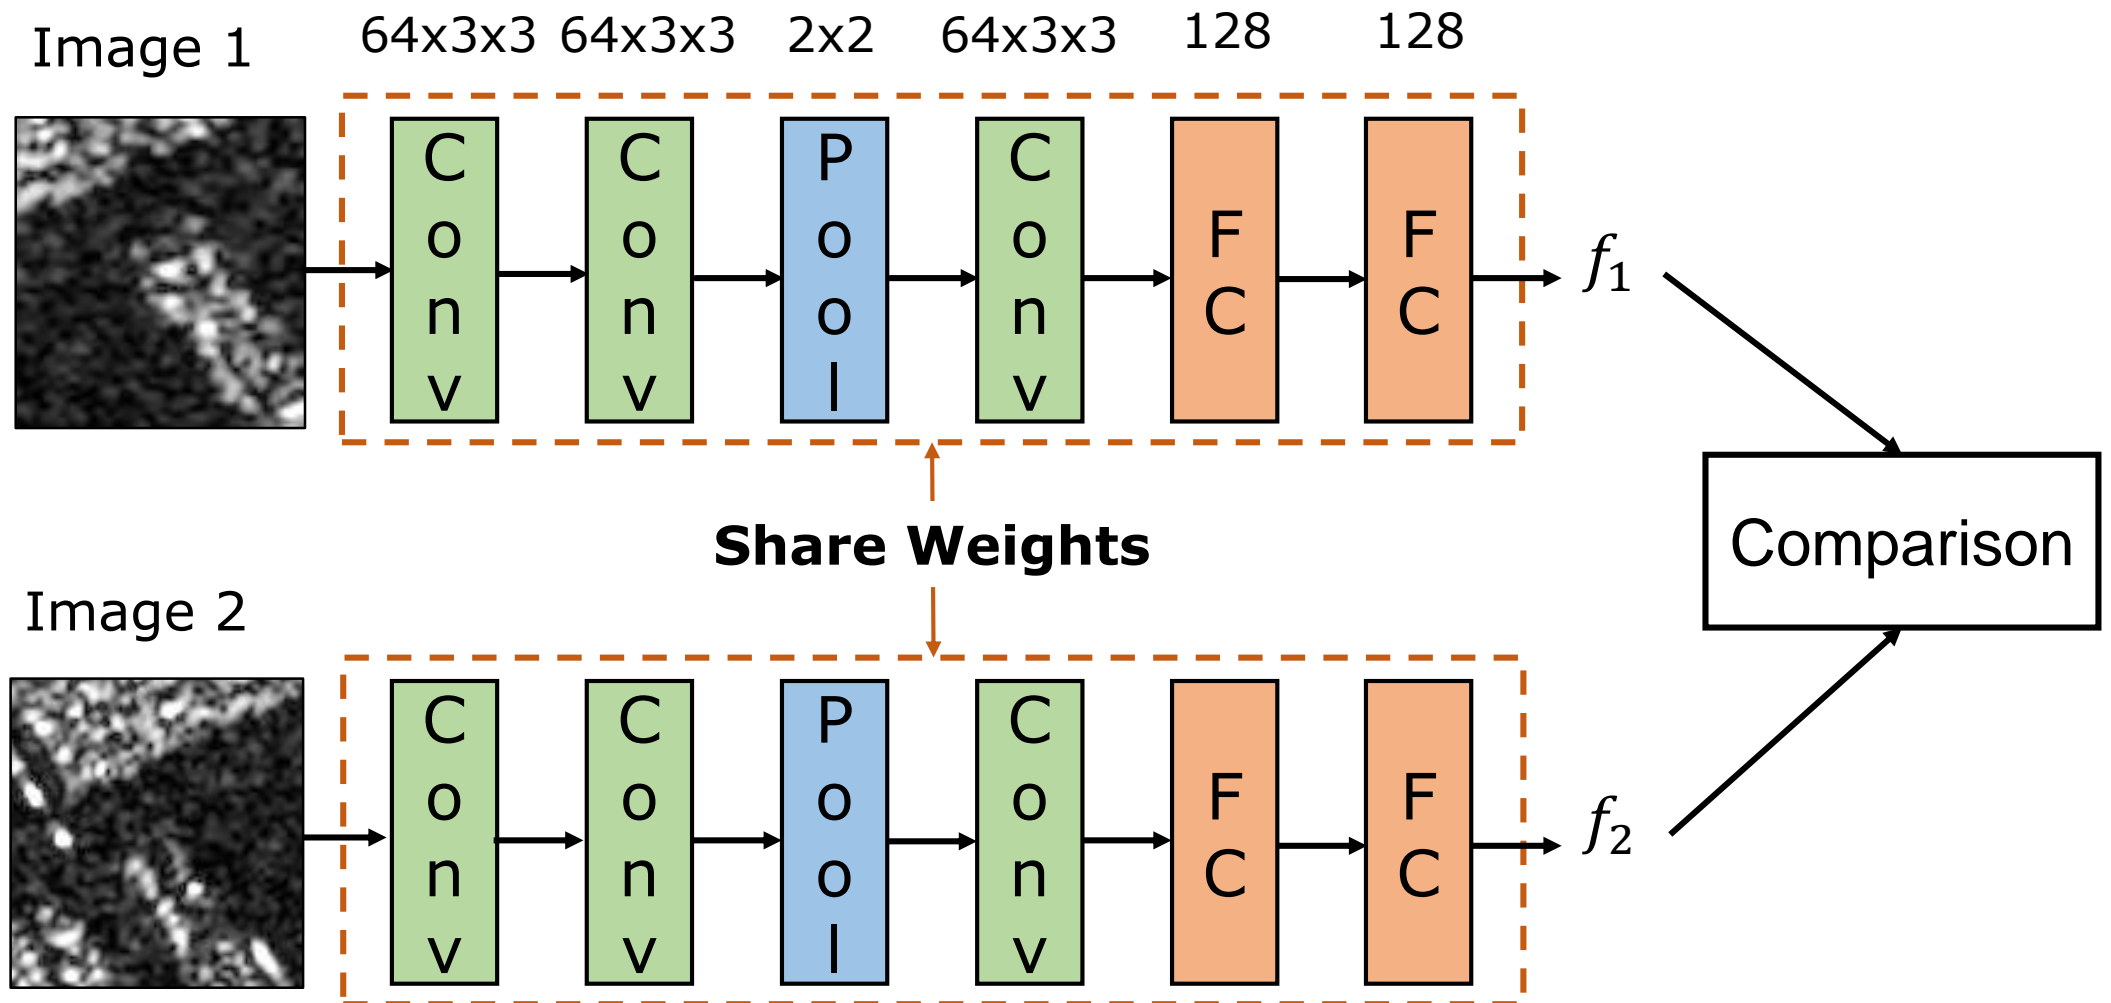 Image 1
64x3x3 64x3x3 2x2 64x3x3 128 128
Conv Conv Pool Conv FC FC
f1
Share Weights
Comparison
Image 2
Conv Conv Pool Conv FC FC
f2